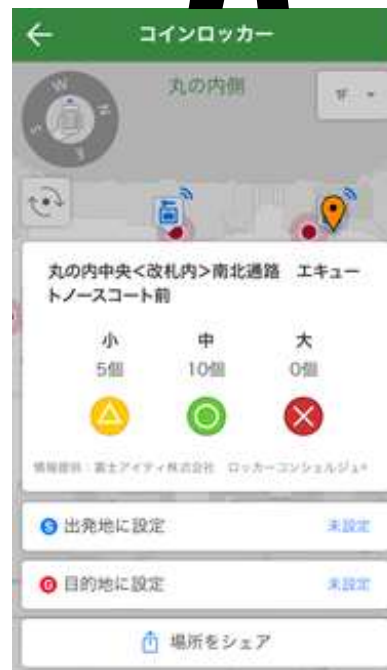 コインロッカー
丸の内側
1F
W
N
S
E
丸の内中央<改札内>南北通路 エキュー
トノースコート前
小 中 大
5個 10個 0個
情報提供：富士アイティ株式会社 ロッカーコンシェルジュ®
S 出発地に設定 未設定
G 目的地に設定 未設定
場所をシェア